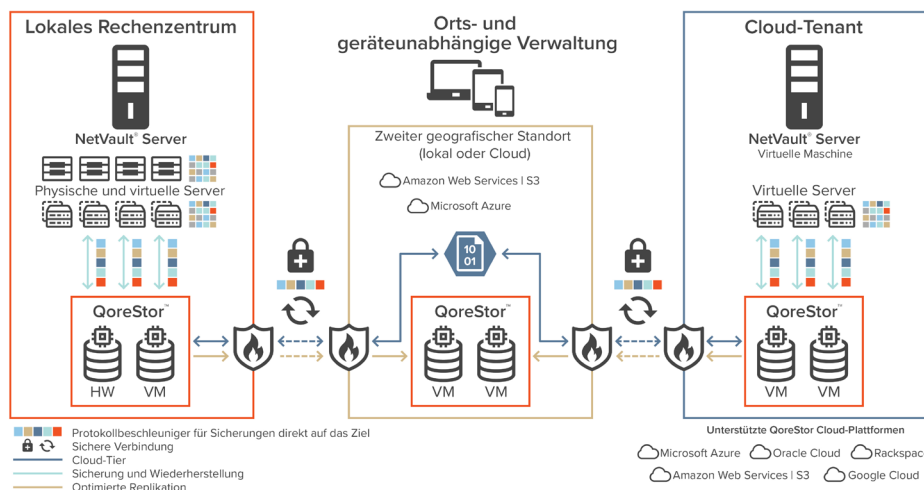 Lokales Rechenzentrum
NetVault® Server
Physische und virtuelle Server
QoreStor™
HW
VM
Orts- und
geräteunabhängige Verwaltung
Zweiter geografischer Standort
(lokal oder Cloud)
Amazon Web Services | S3
Microsoft Azure
10
01
QoreStor™
VM
VM
Cloud-Tenant
NetVault® Server
Virtuelle Maschine
Virtuelle Server
QoreStor™
VM
VM
Protokollbeschleuniger für Sicherungen direkt auf das Ziel
Sichere Verbindung
Cloud-Tier
Sicherung und Wiederherstellung
Optimierte Replikation
Unterstützte QoreStor Cloud-Plattformen
Microsoft Azure
Oracle Cloud
Rackspace
Amazon Web Services | S3
Google Cloud